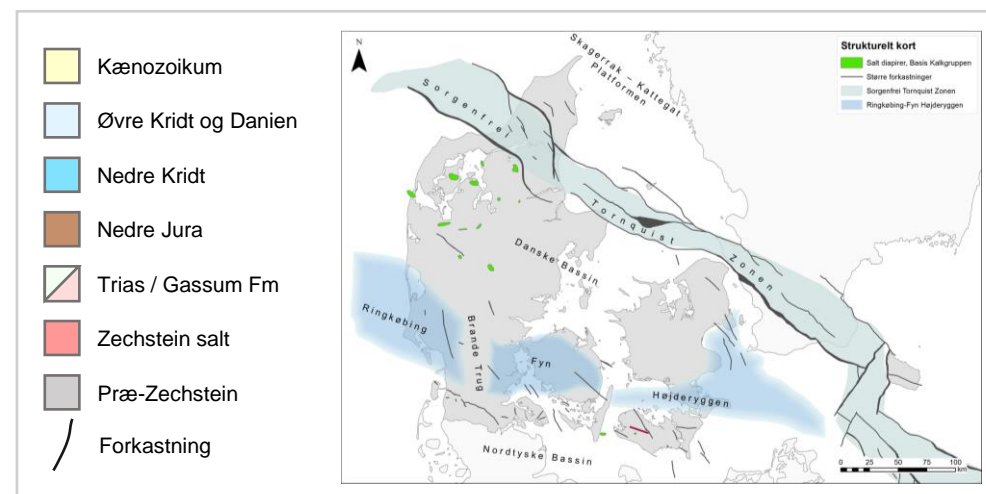 Kænozoikum
Øvre Kridt og Danien
Nedre Kridt
Nedre Jura
Trias / Gassum Fm
Zechstein salt
Præ-Zechstein
Forkastning
N
Skagerrak – Kattegat
Platformen
Strukturelt kort
Salt diapirer, Basis Kalkgruppen
Større forkastninger
Sorgenfrei Tornquist Zonen
Ringkøbing-Fyn Højderyggen
Sorgenfrei
Tornquist
Zonen
Danske Bassin
Ringkøbing
Brande Trug
Fyn
Højderyggen
Nordtyske Bassin
0 25 50 75 100
km